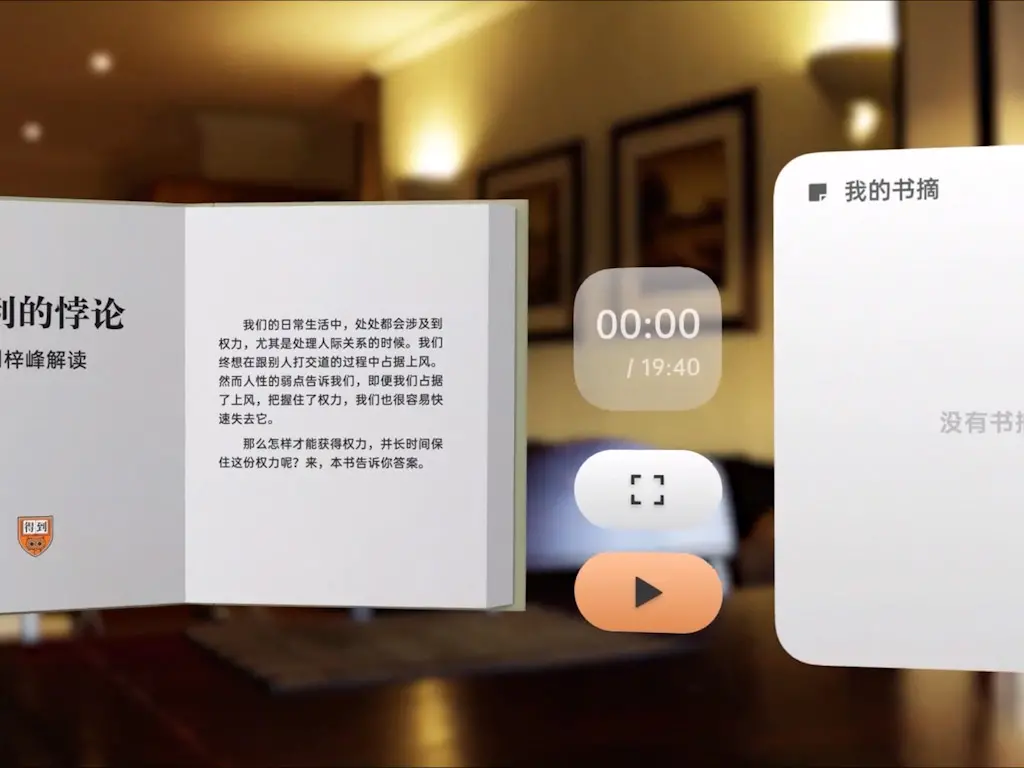 利的悖论
梓峰解读
得到
我们的日常生活中，处处都会涉及到
权力，尤其是处理人际关系的时候。我们
终想在跟别人打交道的过程中占据上风。
然而人性的弱点告诉我们，即便我们占据
了上风，把握住了权力，我们也很容易快
速失去它。
那么怎样才能获得权力，并长时间保
住这份权力呢？来，本书告诉你答案。
00:00
/ 19:40
我的书摘
没有书摘